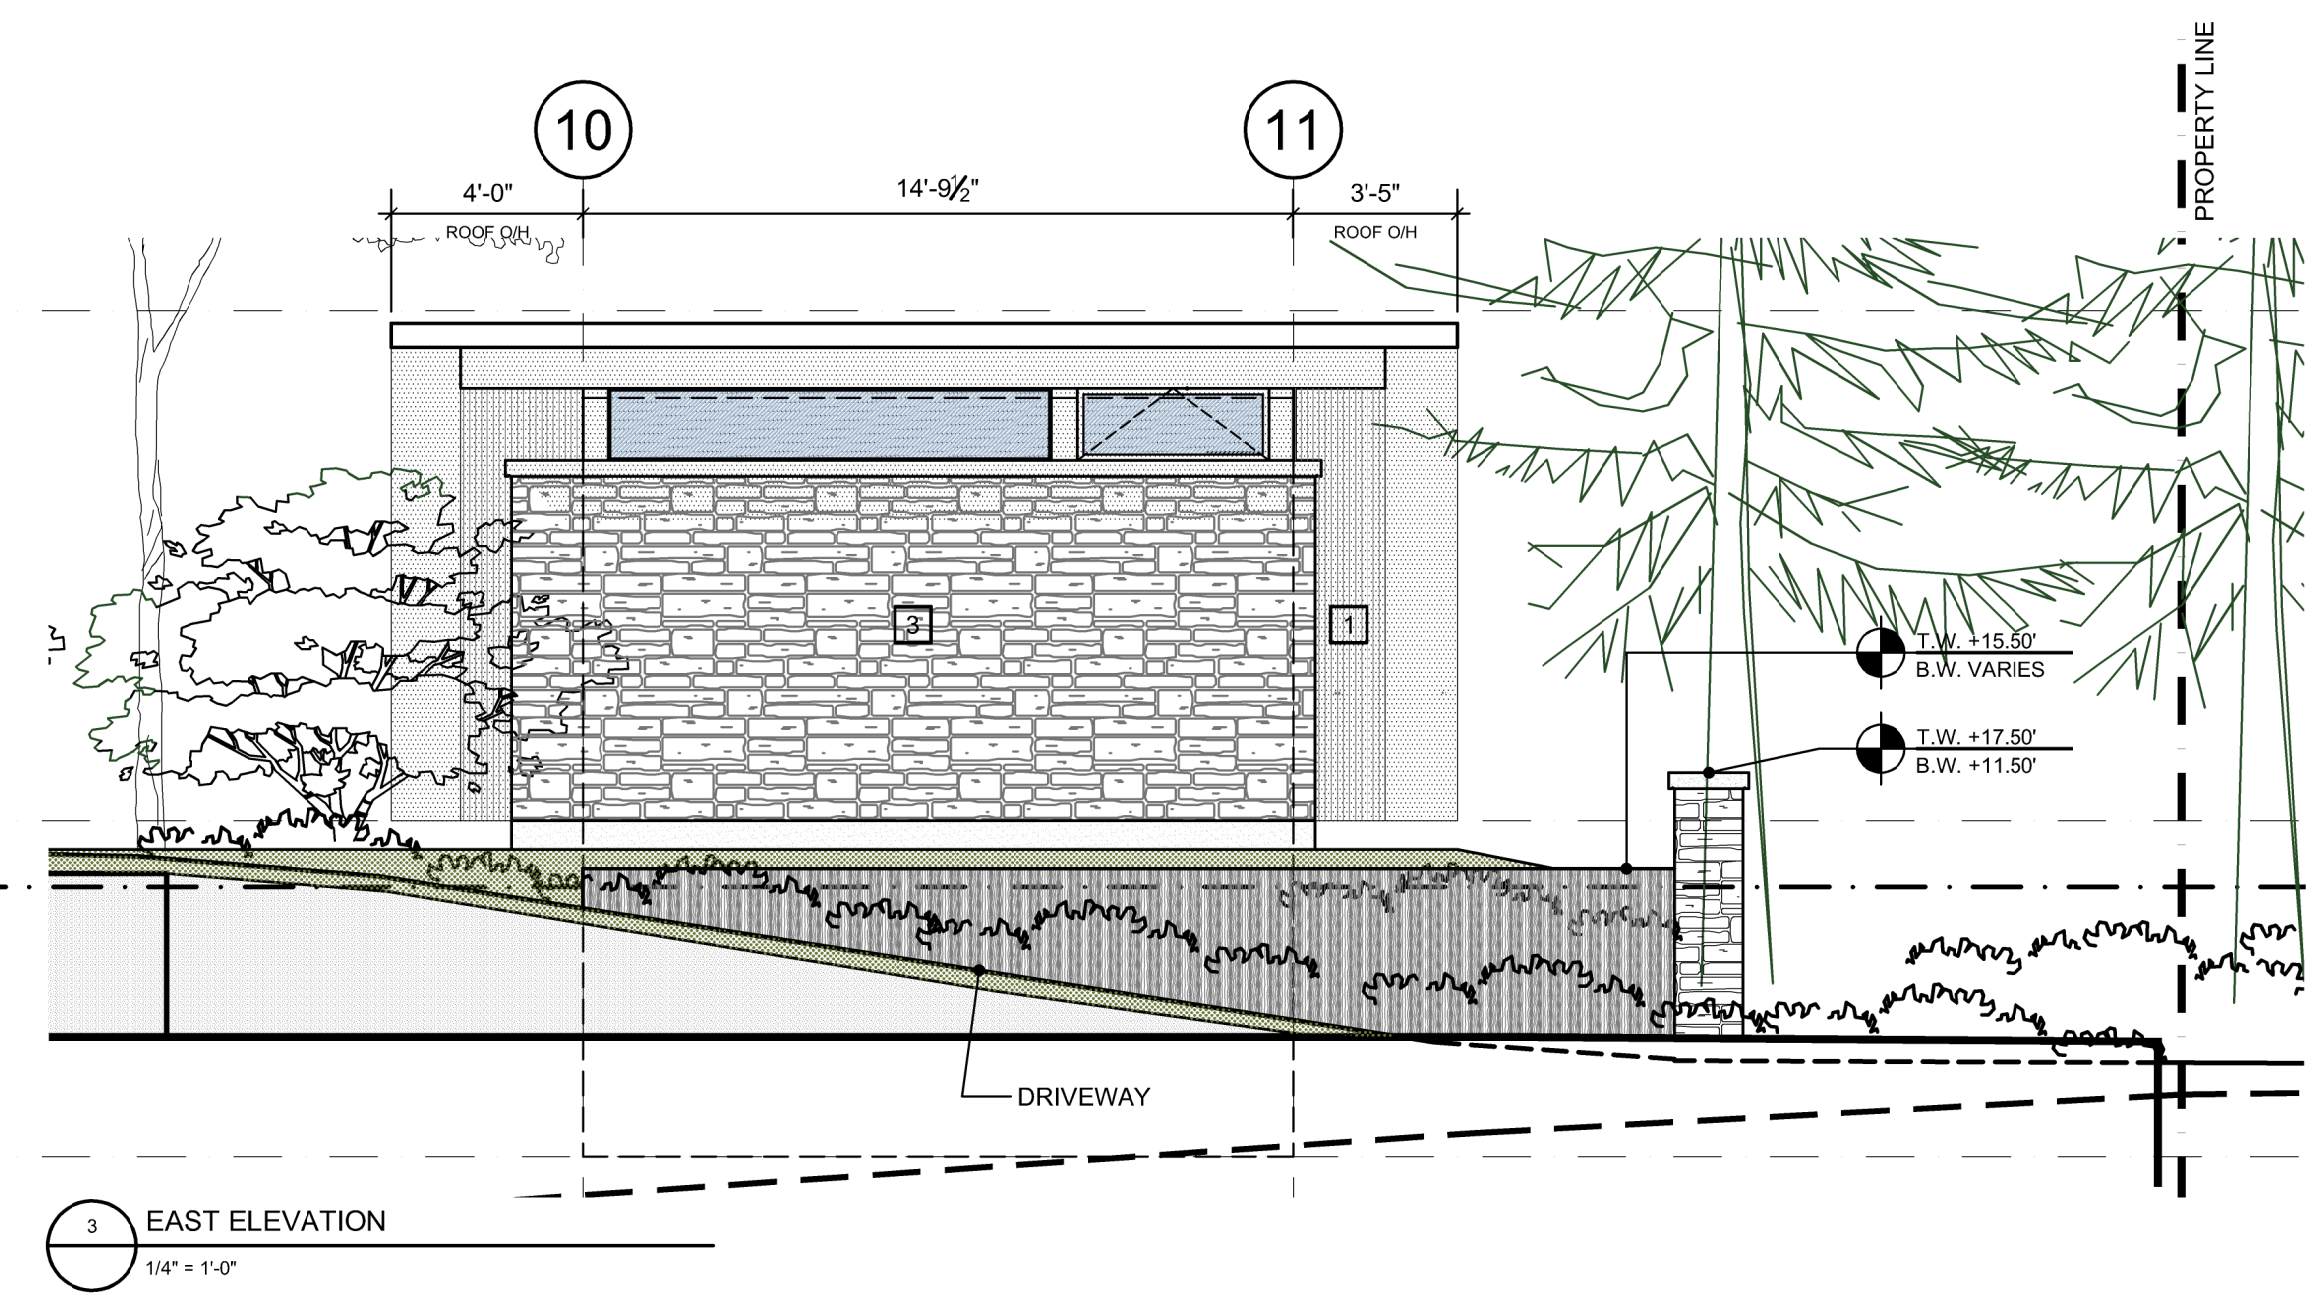 PROPERTY LINE
10
11
4'-0"
14'-9½"
3'-5"
ROOF O/H
ROOF O/H
3
1
T.W. +15.50'
B.W. VARIES
T.W. +17.50'
B.W. +11.50'
DRIVEWAY
3
EAST ELEVATION
1/4" = 1'-0"